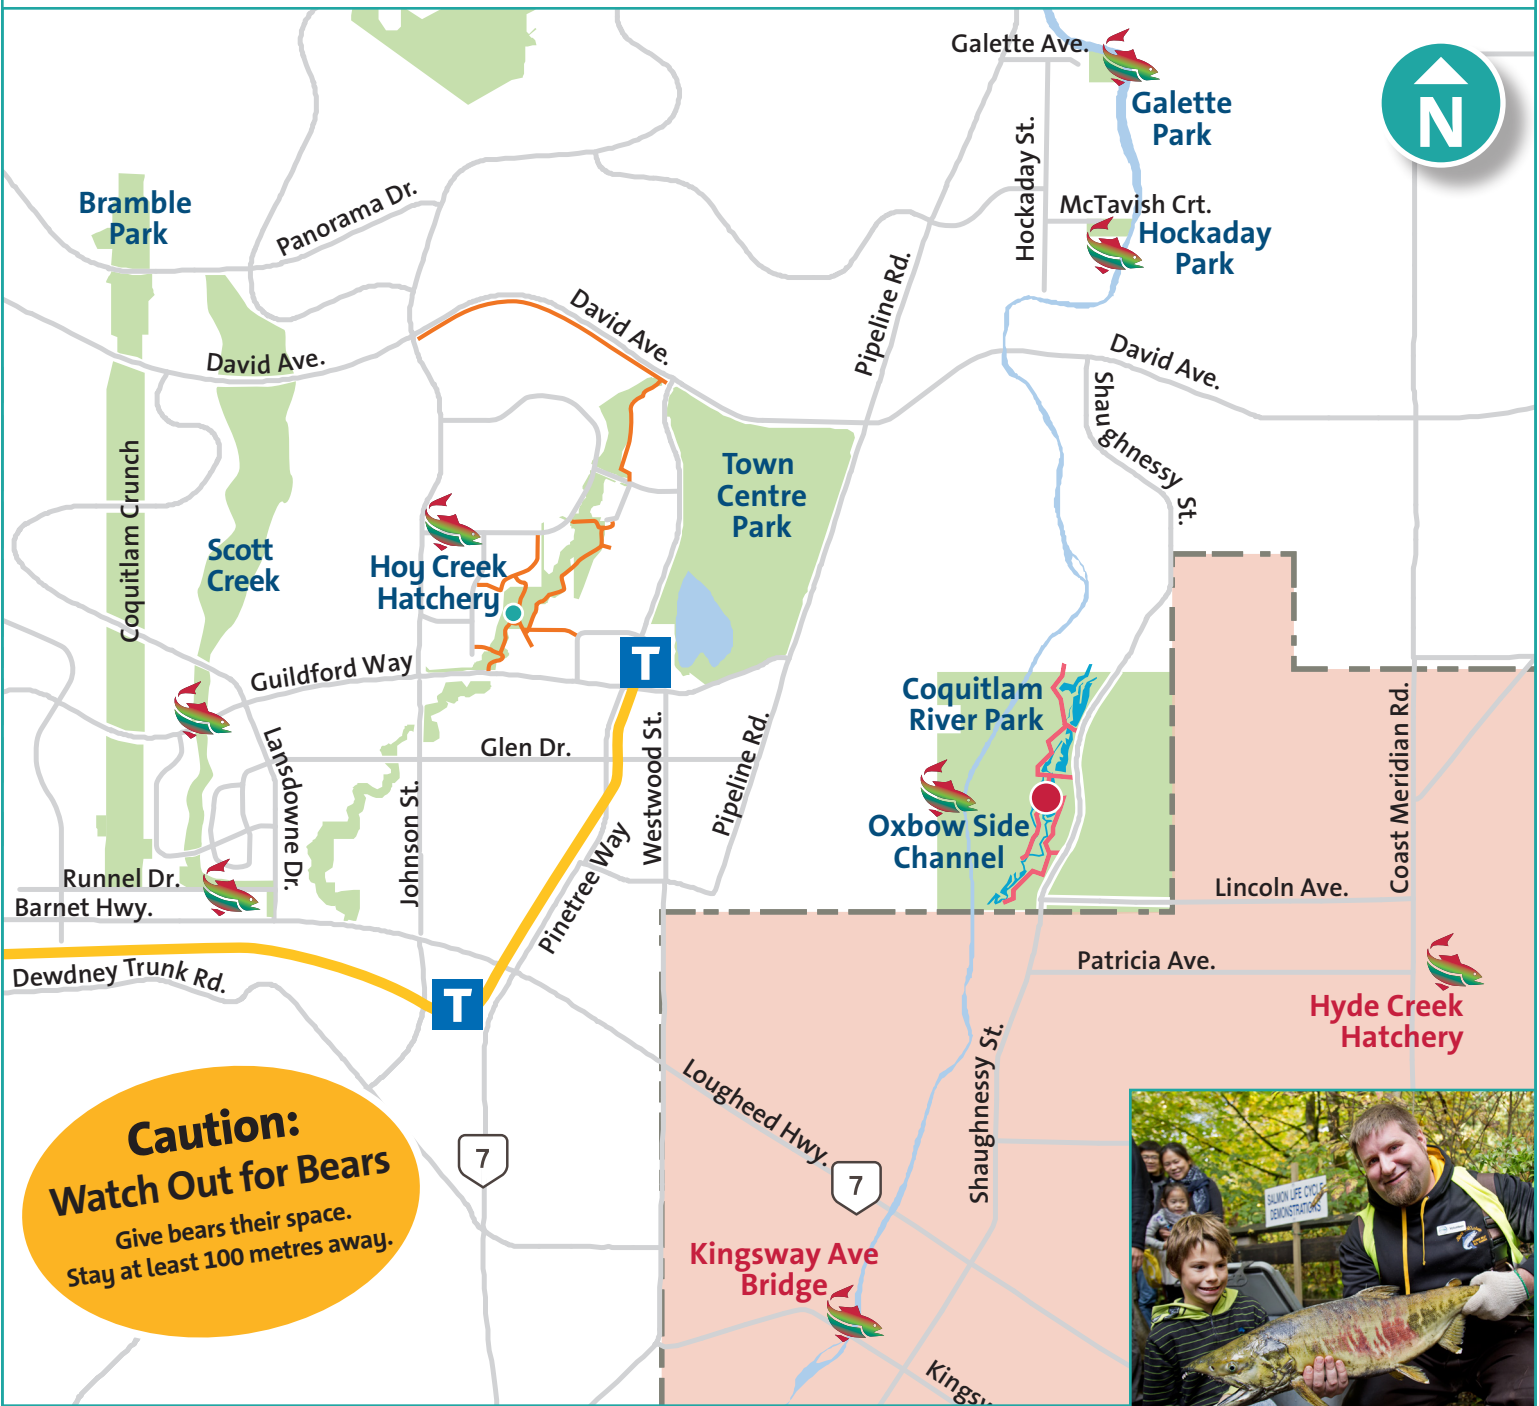 Galette Ave.
N
Galette
Park
Hockaday St.
McTavish Crt.
Hockaday
Park
Bramble
Park
Panorama Dr.
David Ave.
David Ave.
Pipeline Rd.
David Ave.
Shaughnessy St.
Coquitlam Crunch
Scott
Creek
Town
Centre
Park
Hoy Creek
Hatchery
Guildford Way
T
Coquitlam
River Park
Lansdowne Dr.
Glen Dr.
Westwood St.
Pipeline Rd.
Johnson St.
Pinetree Way
Oxbow Side
Channel
Coast Meridian Rd.
Lincoln Ave.
Runnel Dr.
Barnet Hwy.
Dewdney Trunk Rd.
T
Patricia Ave.
Hyde Creek
Hatchery
Lougheed Hwy.
Shaughnessy St.
7
7
Caution:
Watch Out for Bears
Give bears their space.
Stay at least 100 metres away.
Kingsway Ave
Bridge
Kingsw
SALMON LIFE CYCLE
DEMONSTRATIONS